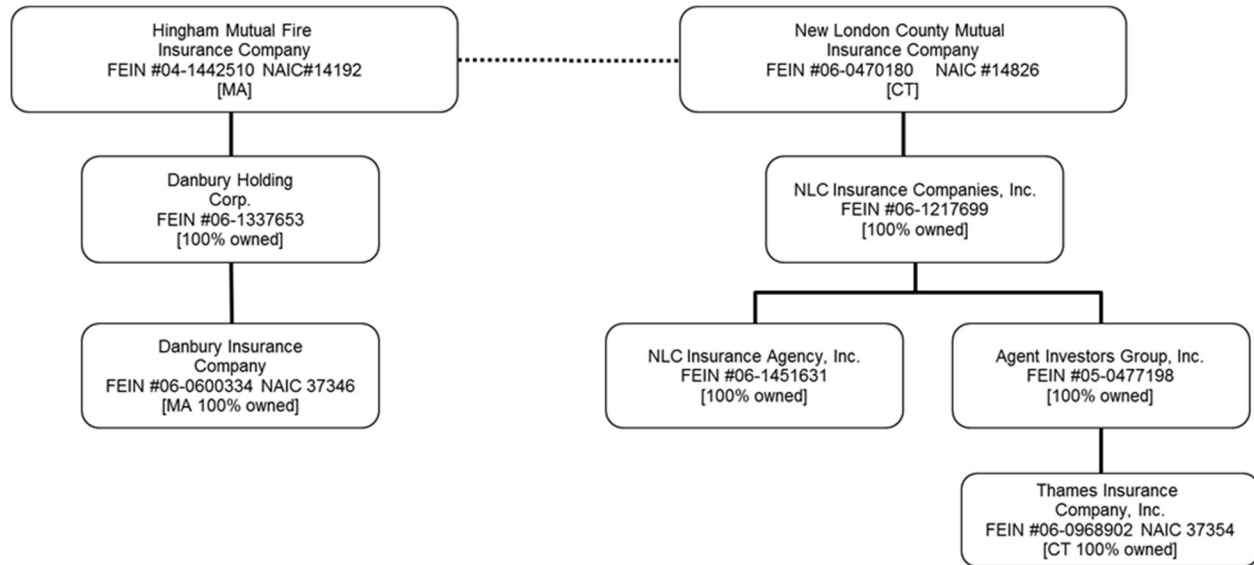 Hingham Mutual Fire
Insurance Company
FEIN #04-1442510 NAIC#14192
[MA]
New London County Mutual
Insurance Company
FEIN #06-0470180 NAIC #14826
[CT]
Danbury Holding
Corp.
FEIN #06-1337653
[100% owned]
NLC Insurance Companies, Inc.
FEIN #06-1217699
[100% owned]
Danbury Insurance
Company
FEIN #06-0600334 NAIC 37346
[MA 100% owned]
NLC Insurance Agency, Inc.
FEIN #06-1451631
[100% owned]
Agent Investors Group, Inc.
FEIN #05-0477198
[100% owned]
Thames Insurance
Company, Inc.
FEIN #06-0968902 NAIC 37354
[CT 100% owned]